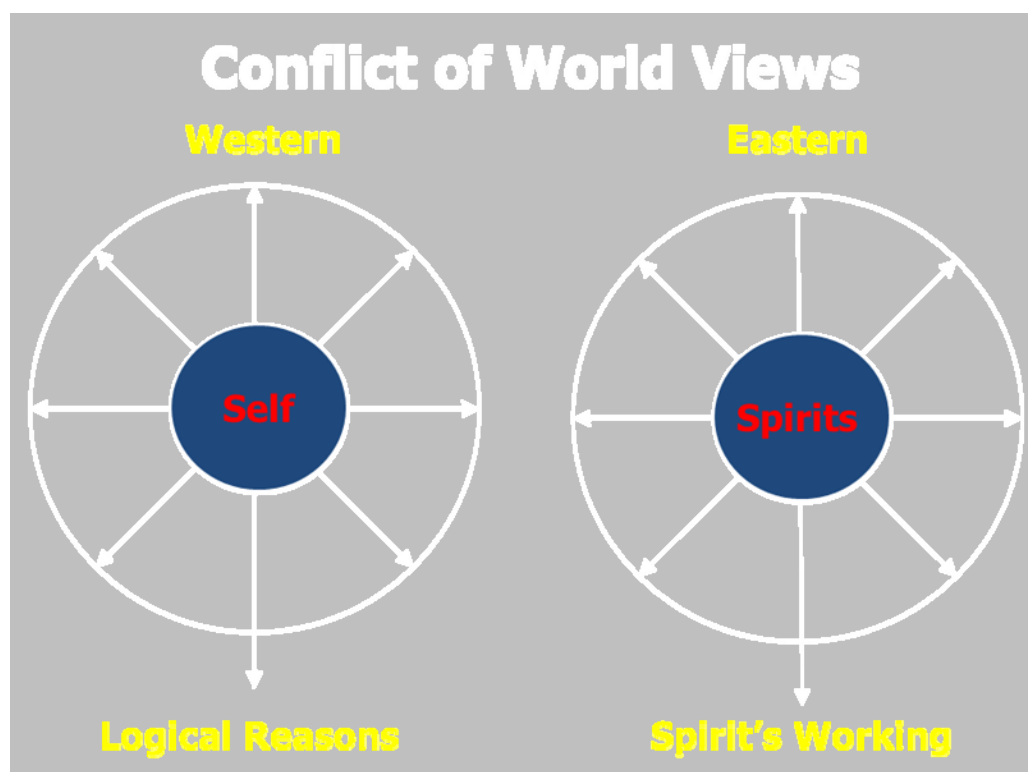 Conflict of World Views
Western
Eastern
Self
Spirits
Logical Reasons
Spirit's Working